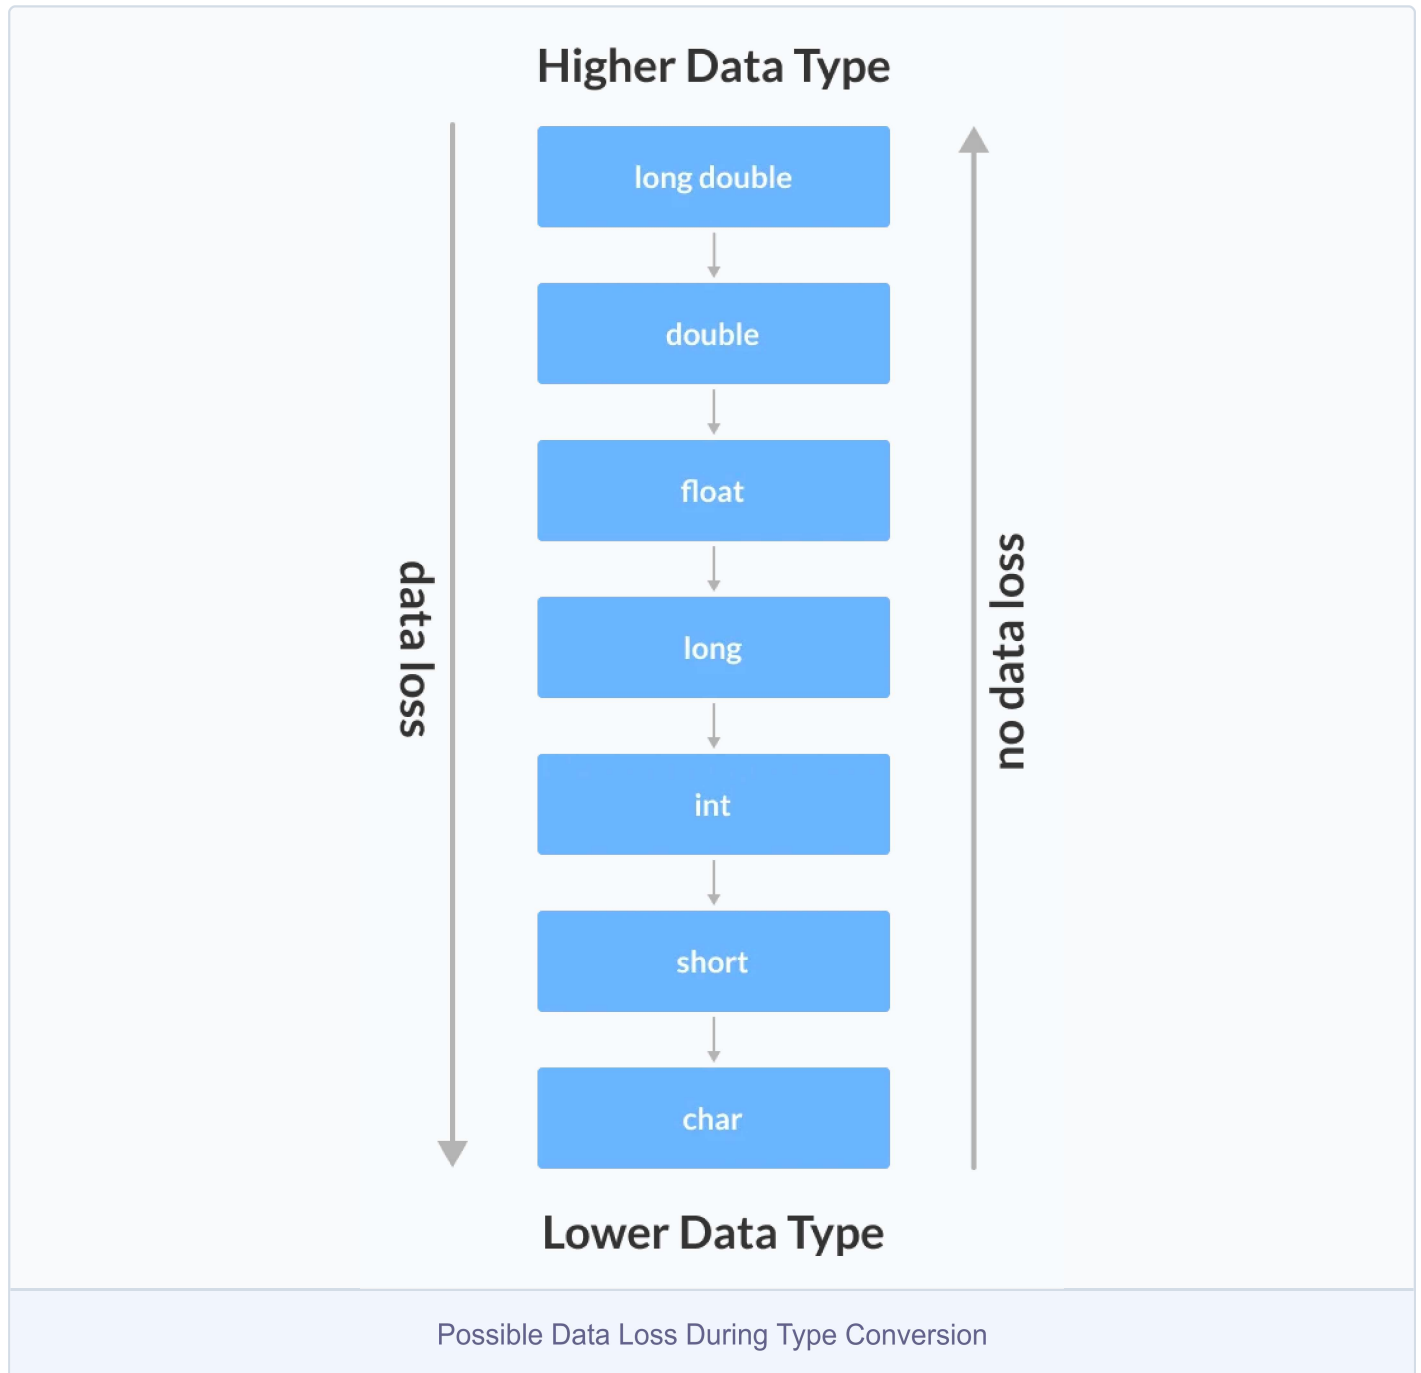 Higher Data Type
long double
double
float
long
int
short
char
data loss
no data loss
Lower Data Type
Possible Data Loss During Type Conversion